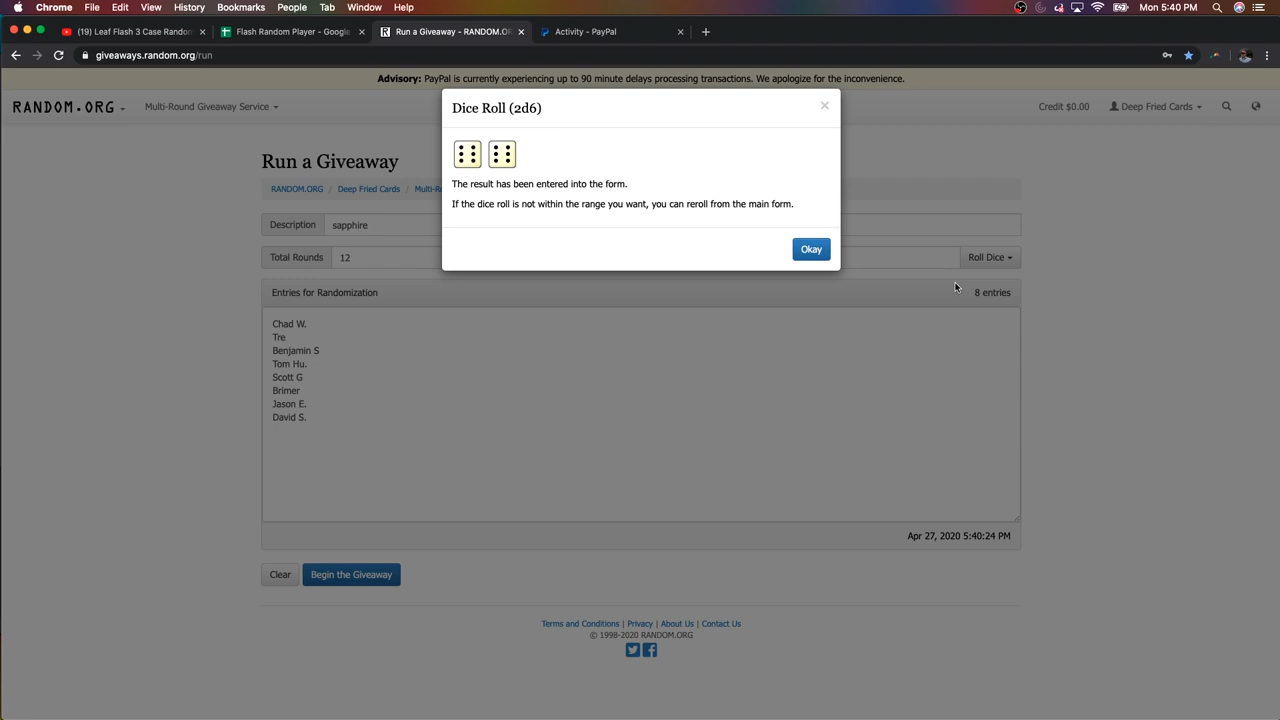 Chrome File Edit View History Bookmarks People Tab Window Help Mon 5:40 PM
(19) Leaf Flash 3 Case Random Flash Random Player - Google Run a Giveaway - RANDOM.OR Activity - PayPal
giveaways.random.org/run
Advisory: PayPal is currently experiencing up to 90 minute delays processing transactions. We apologize for the inconvenience.
RANDOM.ORG Multi-Round Giveaway Service Credit $0.00 Deep Fried Cards
Dice Roll (2d6)
The result has been entered into the form.
If the dice roll is not within the range you want, you can reroll from the main form.
Okay
Run a Giveaway
RANDOM.ORG Deep Fried Cards Multi-R
Description sapphire
Total Rounds 12 Roll Dice
Entries for Randomization 8 entries
Chad W.
Tre
Benjamin S
Tom Hu.
Scott G
Brimer
Jason E.
David S.
Apr 27, 2020 5:40:24 PM
Clear Begin the Giveaway
Terms and Conditions | Privacy | About Us | Contact Us
© 1998-2020 RANDOM.ORG